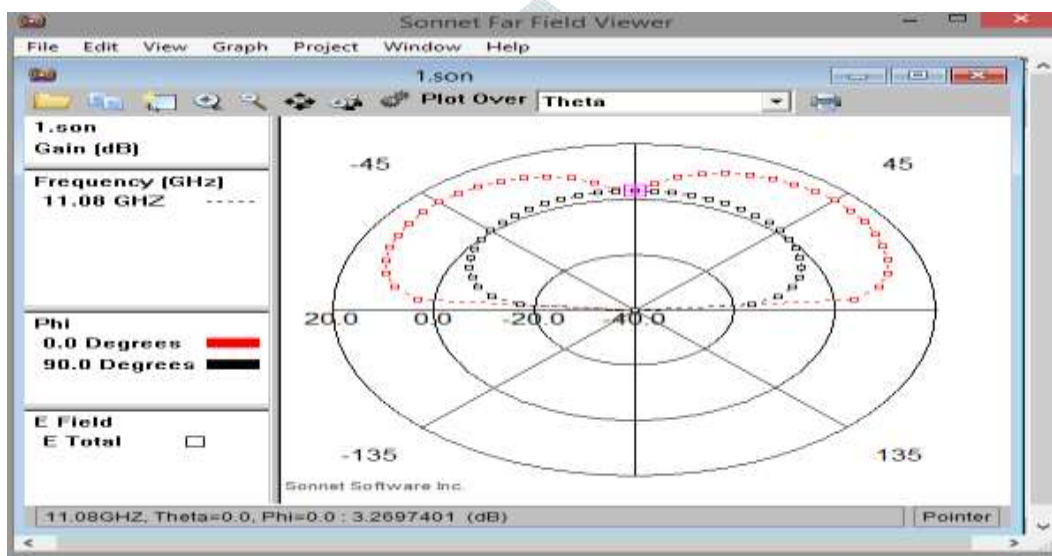 Sonnet Far Field Viewer
File Edit View Graph Project Window Help
1.son
Plot Over Theta
1.son
Gain (dB)
Frequency (GHz)
11.08 GHZ -----
Phi
0.0 Degrees
90.0 Degrees
E Field
E Total
-45 45
20.0 0.0 -20.0 -40.0
-135 135
Sonnet Software Inc.
11.08GHZ, Theta=0.0, Phi=0.0 : 3.2697401 (dB) Pointer